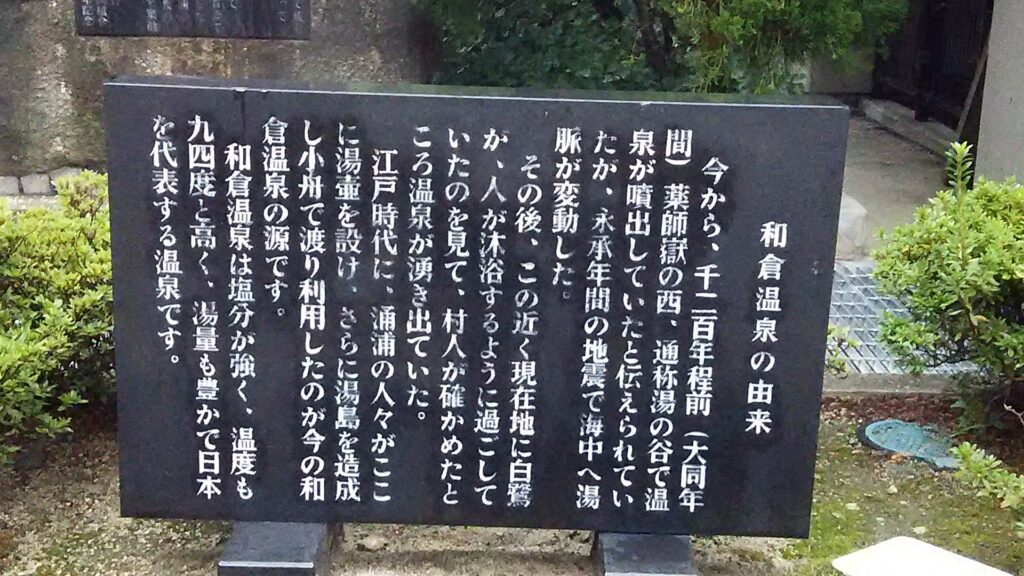 和倉温泉の由来
今から、千二百年程前（大同年
間）薬師嶽の西、通称湯の谷で温
泉が噴出していたと伝えられてい
たが、永承年間の地震で海中へ湯
脈が変動した。
その後、この近く現在地に白鷺
が、人が沐浴するように過ごして
いたのを見て、村人が確かめたと
ころ温泉が湧き出ていた。
江戸時代に、涌浦の人々がここ
に湯壷を設け、さらに湯島を造成
し小舟で渡り利用したのが今の和
倉温泉の源です。
和倉温泉は塩分が強く、温度も
九四度と高く、湯量も豊かで日本
を代表する温泉です。